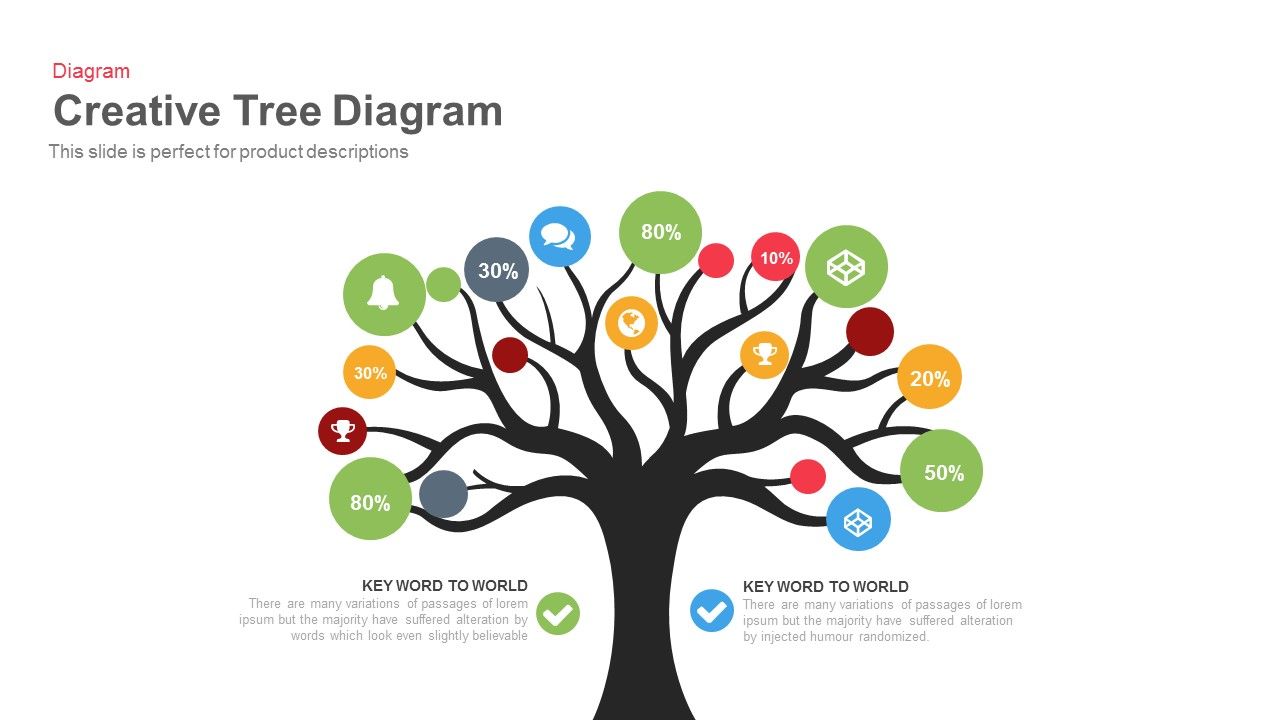 Diagram
Creative Tree Diagram
This slide is perfect for product descriptions
80%
30%
10%
30%
20%
50%
80%
KEY WORD TO WORLD
There are many variations of passages of lorem
ipsum but the majority have suffered alteration by
words which look even slightly believable
KEY WORD TO WORLD
There are many variations of passages of lorem
ipsum but the majority have suffered alteration
by injected humour randomized.